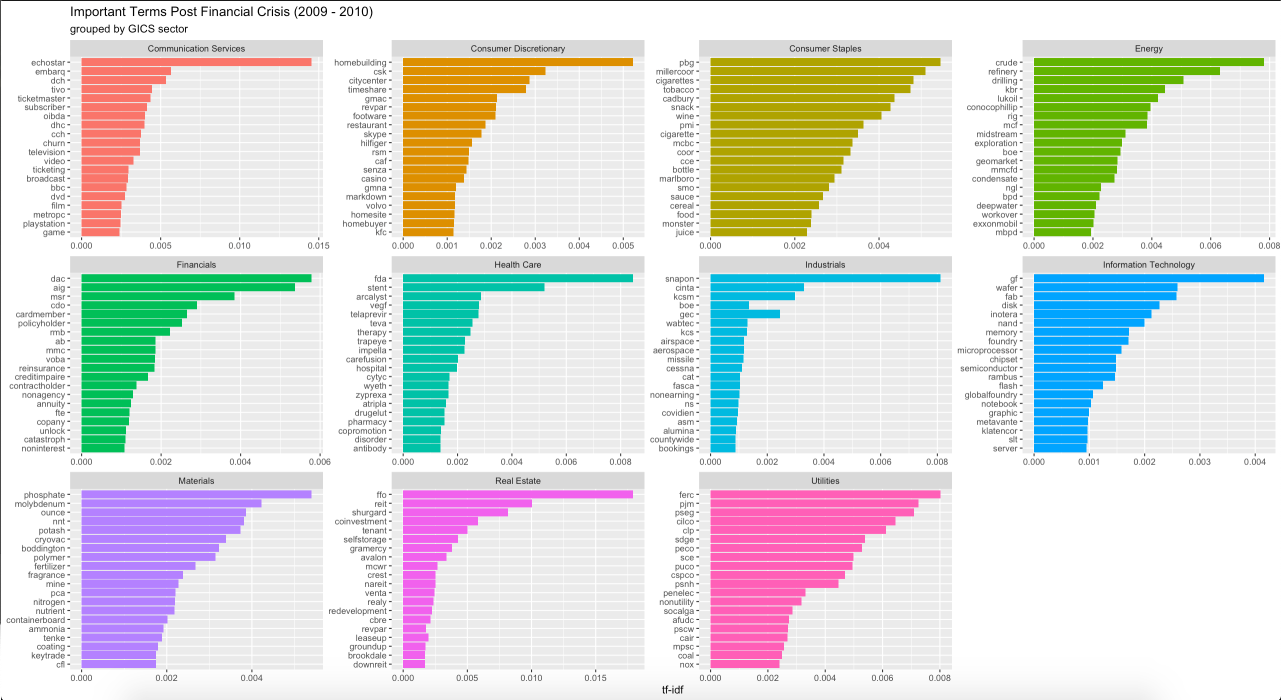 Important Terms Post Financial Crisis (2009 - 2010)
grouped by GICS sector
Communication Services
echostar
embarq
dch
tivo
ticketmaster
subscriber
oibda
dhc
cch
churn
television
video
ticketing
broadcast
bbc
dvd
film
metropc
playstation
game
0.000 0.005 0.010 0.015
Consumer Discretionary
homebuilding
csk
citycenter
timeshare
gmac
revpar
footware
restaurant
skype
hilfiger
rsm
caf
senza
casino
gmna
markdown
volvo
homesite
homebuyer
kfc
0.000 0.001 0.002 0.003 0.004 0.005
Consumer Staples
pbg
millercoor
cigarettes
tobacco
cadbury
snack
wine
pmi
cigarette
mcbc
coor
cce
bottle
marlboro
smo
sauce
cereal
food
monster
juice
0.000 0.002 0.004
Energy
crude
refinery
drilling
kbr
lukoil
conocophillip
rig
mcf
midstream
exploration
boe
geomarket
mmcfd
condensate
ngl
bpd
deepwater
workover
exxonmobil
mbpd
0.000 0.002 0.004 0.006 0.008
Financials
dac
aig
msr
cdo
cardmember
policyholder
rmb
ab
mmc
voba
reinsurance
creditimpaire
contractholder
nonagency
annuity
fte
copany
unlock
catastroph
noninterest
0.000 0.002 0.004 0.006
Health Care
fda
stent
arcalyst
vegf
telaprevir
teva
therapy
trapeye
impella
carefusion
hospital
cytyc
wyeth
zyprexa
atripla
drugelut
pharmacy
copromotion
disorder
antibody
0.000 0.002 0.004 0.006 0.008
Industrials
snapon
cinta
kcsm
boe
gec
wabtec
kcs
airspace
aerospace
missile
cessna
cat
fasca
nonearning
ns
covidien
asm
alumina
countywide
bookings
0.000 0.002 0.004 0.006 0.008
Information Technology
gf
wafer
fab
disk
inotera
nand
memory
foundry
microprocessor
chipset
semiconductor
rambus
flash
globalfoundry
notebook
graphic
metavante
klatencor
slt
server
0.000 0.001 0.002 0.003 0.004
Materials
phosphate
molybdenum
ounce
nnt
potash
cryovac
boddington
polymer
fertilizer
fragrance
mine
pca
nitrogen
nutrient
containerboard
ammonia
tenke
coating
keytrade
cfl
0.000 0.002 0.004
Real Estate
ffo
reit
shurgard
coinvestment
tenant
selfstorage
gramercy
avalon
mcwr
crest
nareit
venta
realy
redevelopment
cbre
revpar
leaseup
groundup
brookdale
downreit
0.000 0.005 0.010 0.015
Utilities
ferc
pjm
pseg
cilco
clp
sdge
peco
sce
puco
cspco
psnh
penelec
nonutility
socalga
afudc
pscw
cair
mpsc
coal
nox
0.000 0.002 0.004 0.006 0.008
tf-idf